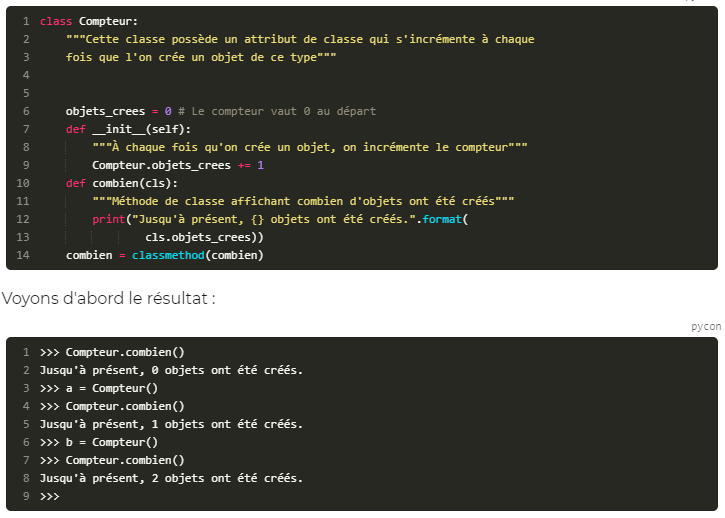 1 class Compteur:
2     """Cette classe possède un attribut de classe qui s'incrémente à chaque
3     fois que l'on crée un objet de ce type"""
4
5
6     objets_crees = 0 # Le compteur vaut 0 au départ
7     def __init__(self):
8         """À chaque fois qu'on crée un objet, on incrémente le compteur"""
9         Compteur.objets_crees += 1
10     def combien(cls):
11         """Méthode de classe affichant combien d'objets ont été créés"""
12         print("Jusqu'à présent, {} objets ont été créés.".format(
13                 cls.objets_crees))
14     combien = classmethod(combien)
Voyons d'abord le résultat :
pycon
1 >>> Compteur.combien()
2 Jusqu'à présent, 0 objets ont été créés.
3 >>> a = Compteur()
4 >>> Compteur.combien()
5 Jusqu'à présent, 1 objets ont été créés.
6 >>> b = Compteur()
7 >>> Compteur.combien()
8 Jusqu'à présent, 2 objets ont été créés.
9 >>>